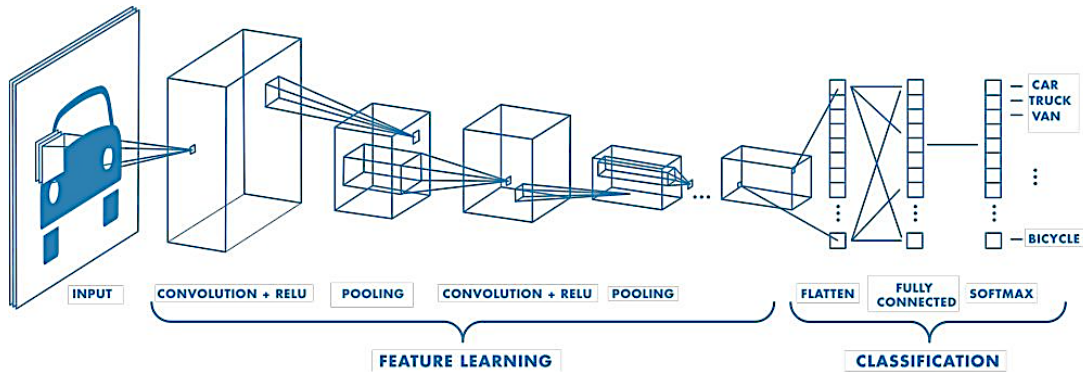 CAR
TRUCK
VAN
BICYCLE
INPUT
CONVOLUTION + RELU
POOLING
CONVOLUTION + RELU
POOLING
FLATTEN
FULLY
CONNECTED
SOFTMAX
FEATURE LEARNING
CLASSIFICATION